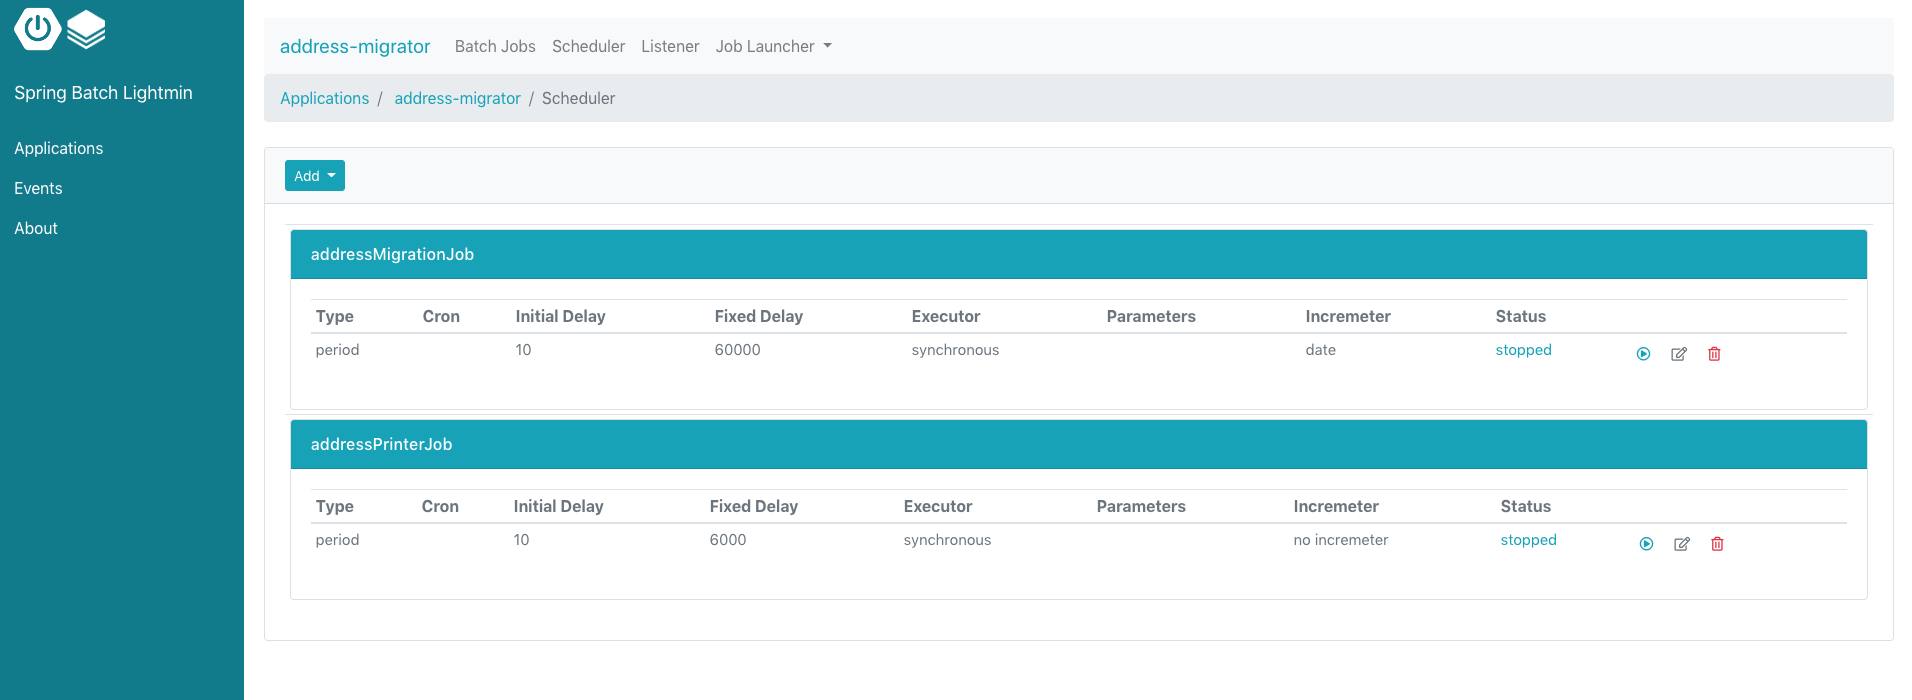 Spring Batch Lightmin
Applications
Events
About
address-migrator Batch Jobs Scheduler Listener Job Launcher
Applications / address-migrator / Scheduler
Add
addressMigrationJob
Type Cron Initial Delay Fixed Delay Executor Parameters Incremeter Status
period 10 60000 synchronous date stopped
addressPrinterJob
Type Cron Initial Delay Fixed Delay Executor Parameters Incremeter Status
period 10 6000 synchronous no incremeter stopped